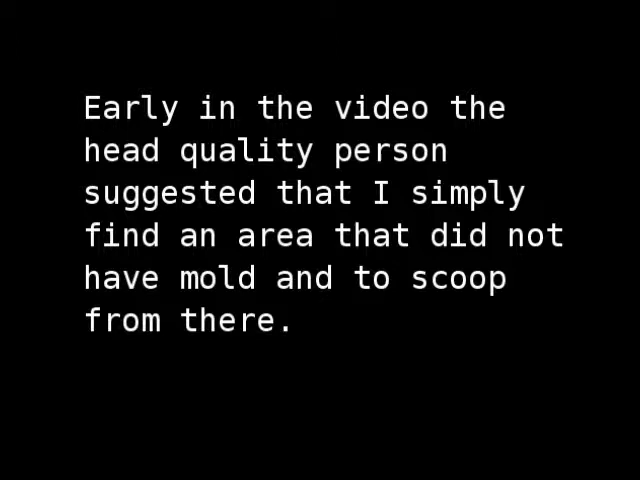 Early in the video the
head quality person
suggested that I simply
find an area that did not
have mold and to scoop
from there.